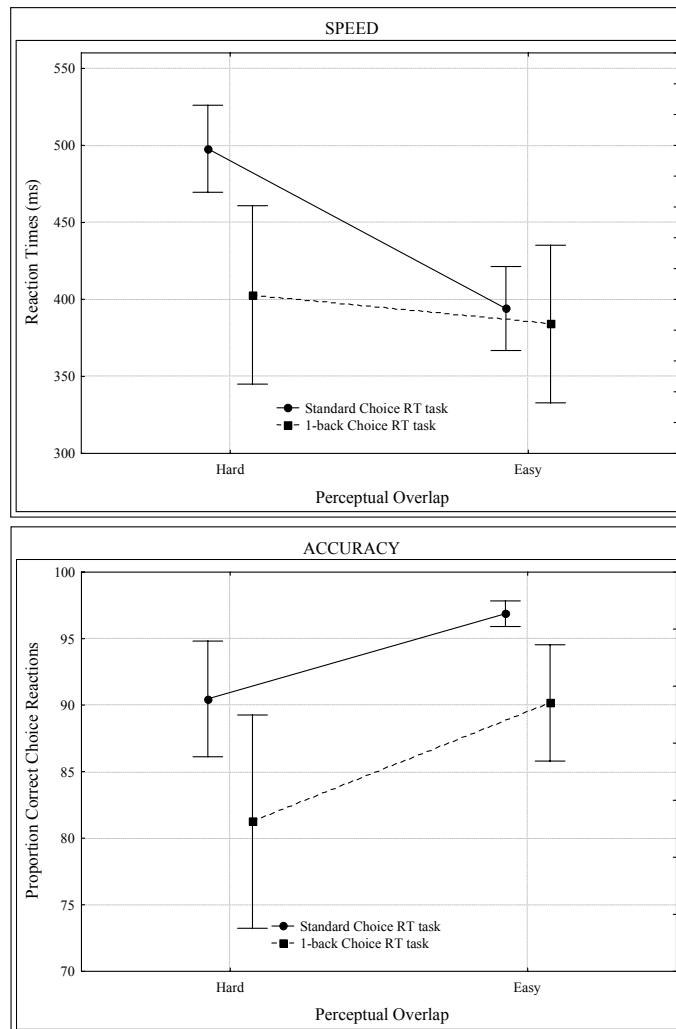 SPEED
550
500
450
400
350
300
Reaction Times (ms)
Standard Choice RT task
1-back Choice RT task
Hard
Easy
Perceptual Overlap
ACCURACY
100
95
90
85
80
75
70
Proportion Correct Choice Reactions
Standard Choice RT task
1-back Choice RT task
Hard
Easy
Perceptual Overlap